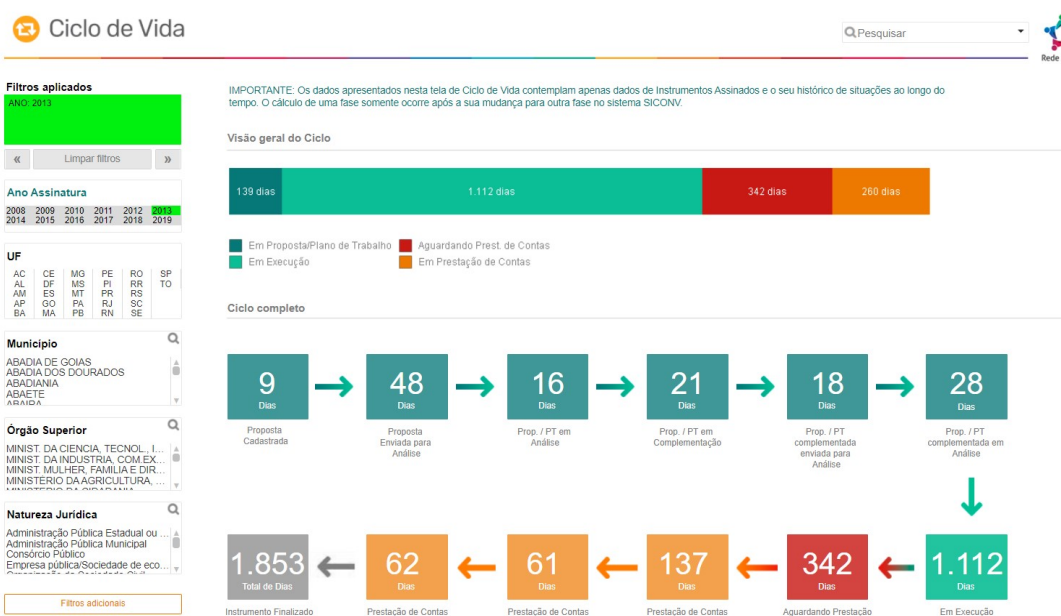 Ciclo de Vida
Pesquisar
Rede
Filtros aplicados
ANO: 2013
«
Limpar filtros
»
Ano Assinatura
2008 2009 2010 2011 2012 2013
2014 2015 2016 2017 2018 2019
UF
AC CE MG PE RO SP
AL DF MS PI RR TO
AM ES MT PR RS
AP GO PA RJ SC
BA MA PB RN SE
Município
ABADIA DE GOIAS
ABADIA DOS DOURADOS
ABADIANIA
ABAETE
ABAIRA
Órgão Superior
MINIST. DA CIENCIA, TECNOL., I...
MINIST. DA INDUSTRIA, COM.EX...
MINIST. MULHER, FAMILIA E DIR...
MINISTERIO DA AGRICULTURA, ...
MINISTERIO DA CIDADANIA
Natureza Jurídica
Administração Pública Estadual ou ...
Administração Pública Municipal
Consórcio Público
Empresa pública/Sociedade de eco...
Organização da Sociedade Civil
Filtros adicionais
IMPORTANTE: Os dados apresentados nesta tela de Ciclo de Vida contemplam apenas dados de Instrumentos Assinados e o seu histórico de situações ao longo do
tempo. O cálculo de uma fase somente ocorre após a sua mudança para outra fase no sistema SICONV.
Visão geral do Ciclo
139 dias
1.112 dias
342 dias
260 dias
Em Proposta/Plano de Trabalho
Aguardando Prest. de Contas
Em Execução
Em Prestação de Contas
Ciclo completo
9
Dias
Proposta
Cadastrada
48
Dias
Proposta
Enviada para
Análise
16
Dias
Prop. / PT em
Análise
21
Dias
Prop. / PT em
Complementação
18
Dias
Prop. / PT
complementada
enviada para
Análise
28
Dias
Prop. / PT
complementada em
Análise
1.853
Total de Dias
Instrumento Finalizado
62
Dias
Prestação de Contas
61
Dias
Prestação de Contas
137
Dias
Prestação de Contas
342
Dias
Aguardando Prestação
1.112
Dias
Em Execução